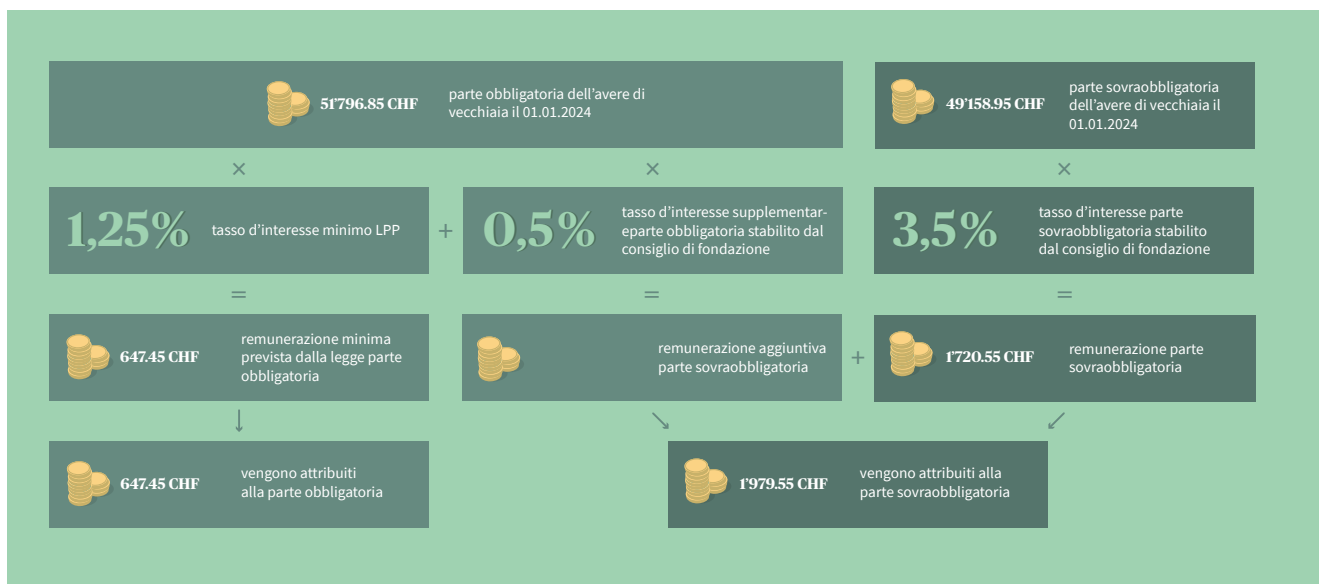 51'796.85 CHF
parte obbligatoria dell'avere di
vecchiaia il 01.01.2024
49'158.95 CHF
parte sovraobbligatoria
dell'avere di vecchiaia il
01.01.2024
×
×
×
1,25%
tasso d'interesse minimo LPP
+
0,5%
tasso d'interesse supplementar-
eparte obbligatoria stabilito dal
consiglio di fondazione
3,5%
tasso d'interesse parte
sovraobbligatoria stabilito
dal consiglio di fondazione
=
=
=
647.45 CHF
remunerazione minima
prevista dalla legge parte
obbligatoria
remunerazione aggiuntiva
parte sovraobbligatoria
+
1'720.55 CHF
remunerazione parte
sovraobbligatoria
647.45 CHF
vengono attribuiti
alla parte obbligatoria
1'979.55 CHF
vengono attribuiti alla
parte sovraobbligatoria